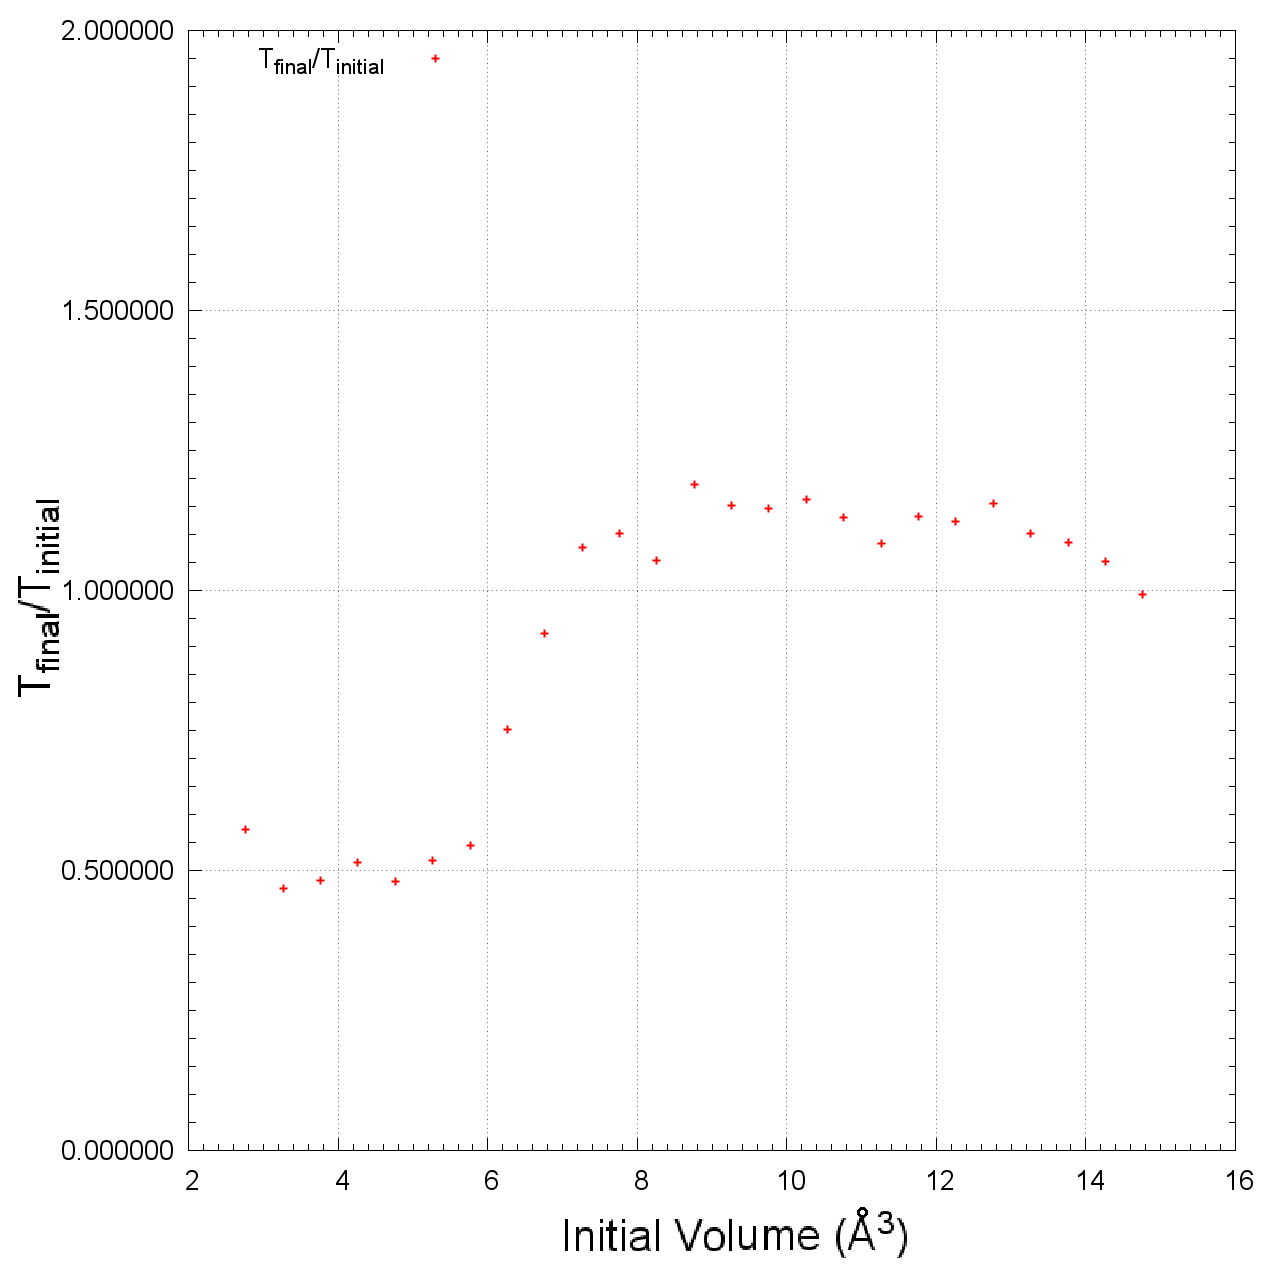 2.000000
T_final/T_initial
1.500000
1.000000
0.500000
0.000000
T_final/T_initial
2 4 6 8 10 12 14 16
Initial Volume (Å³)